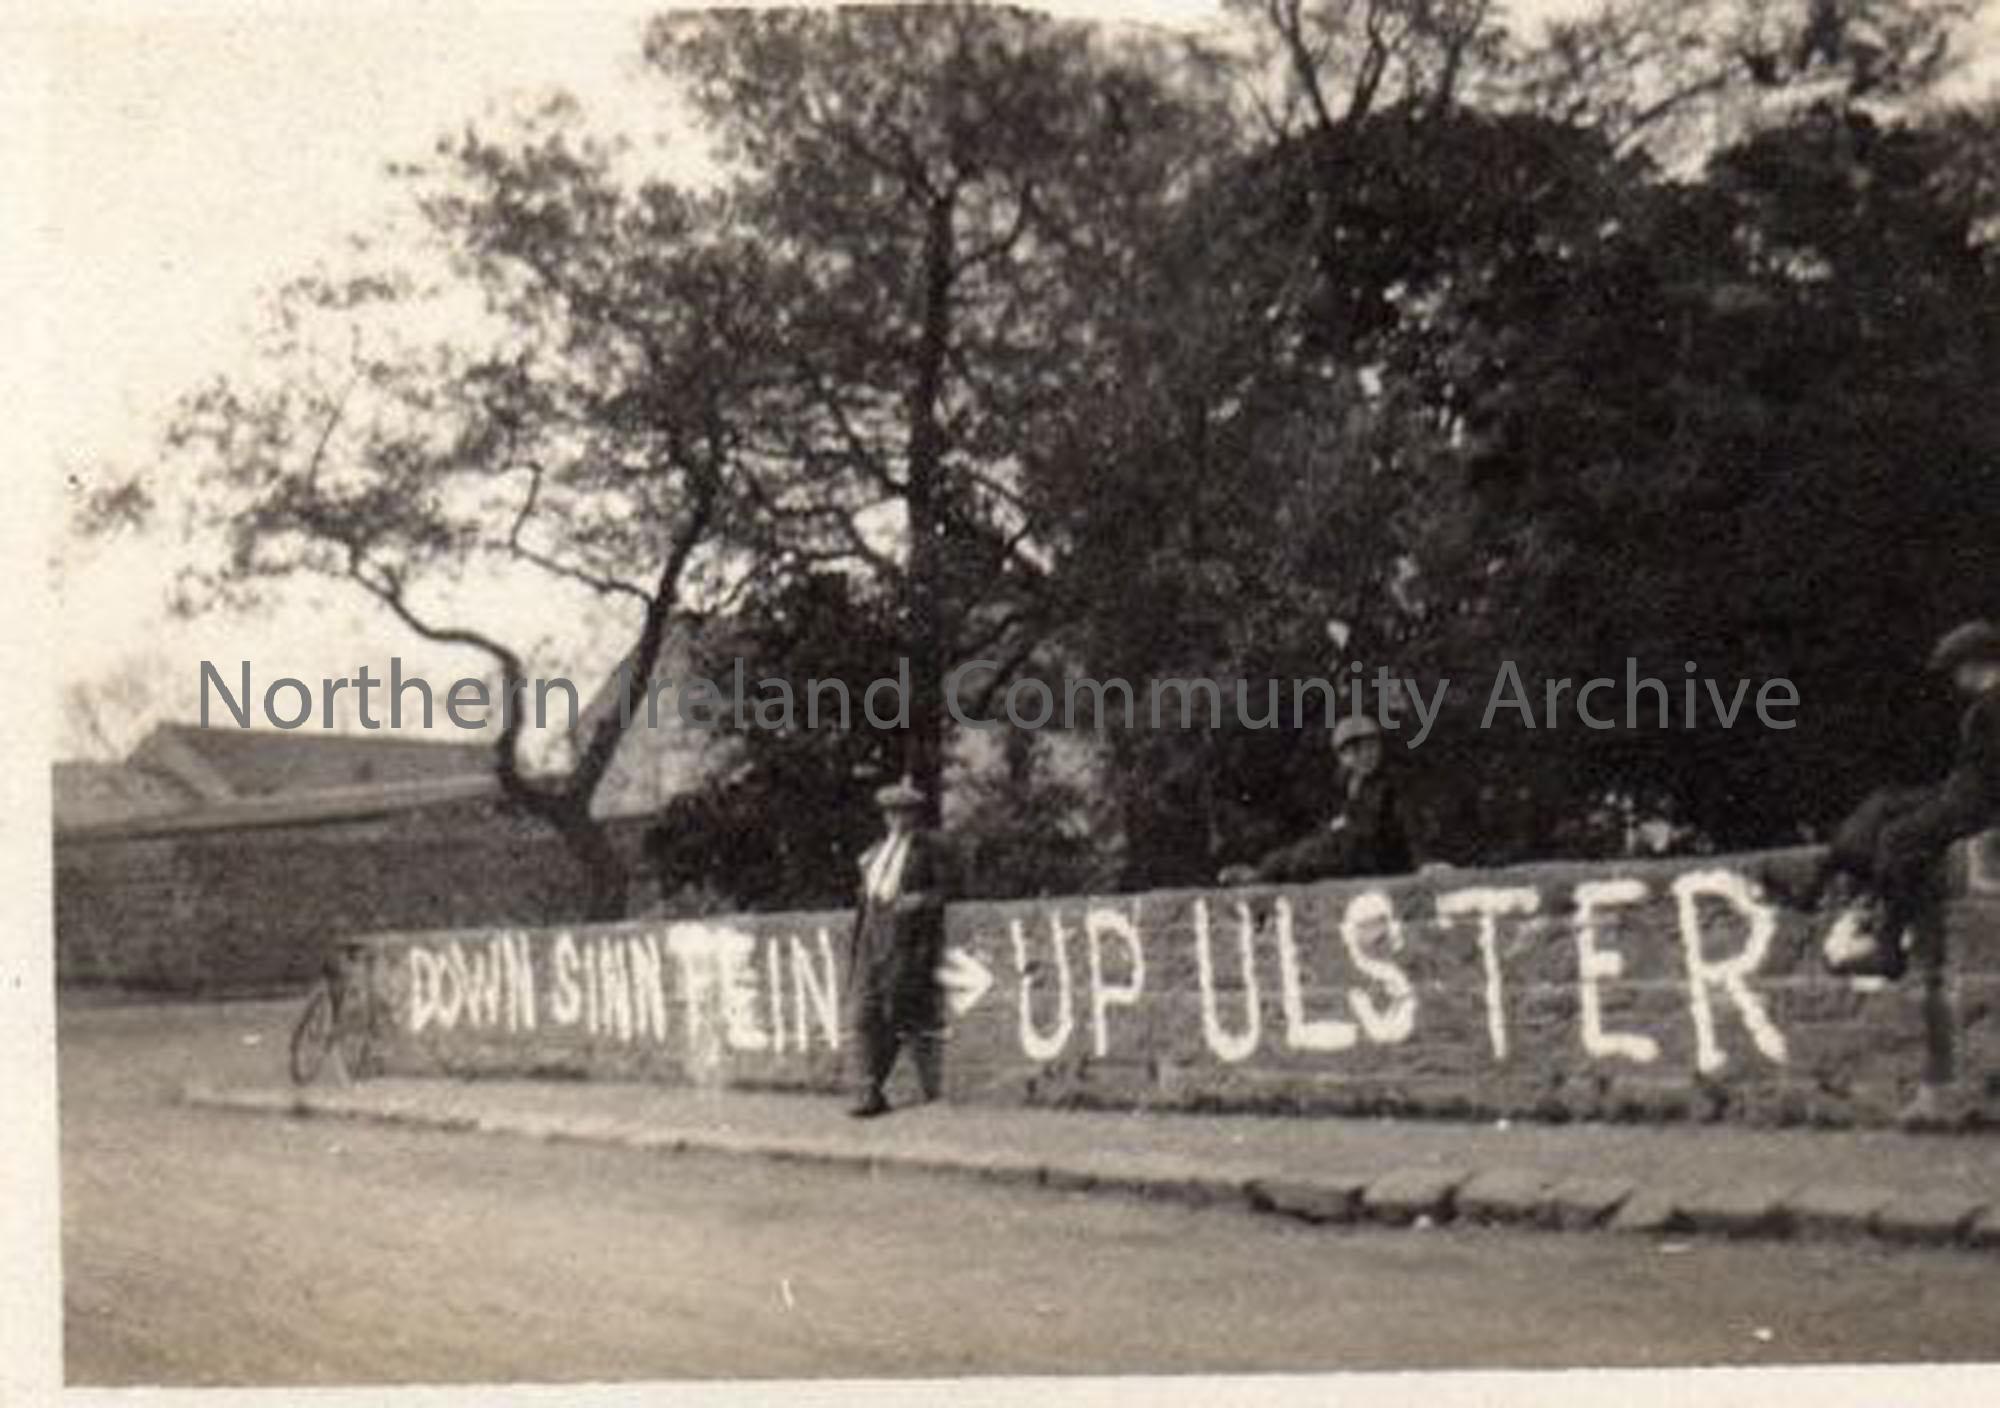 Northern Ireland Community Archive
DOWN SINN FEIN → UP ULSTER